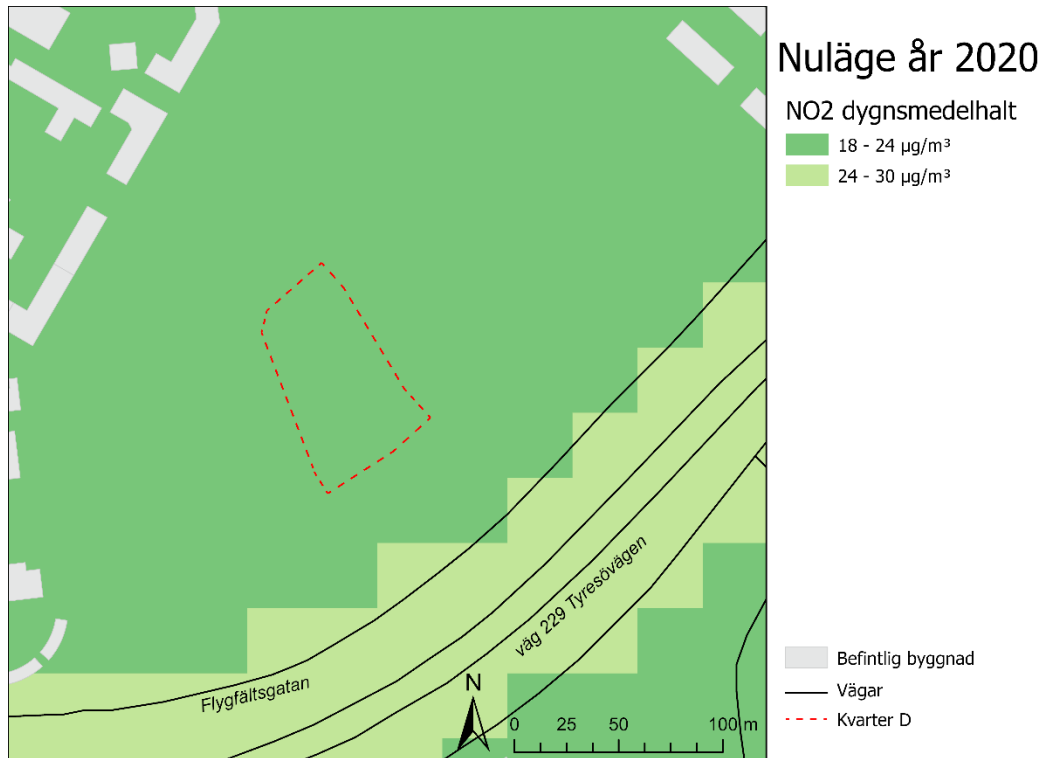 Nuläge år 2020
NO2 dygnsmedelhalt
18 - 24 µg/m³
24 - 30 µg/m³
väg 229 Tyresövägen
Flygfältsgatan
N
0 25 50 100 m
Befintlig byggnad
Vägar
Kvarter D